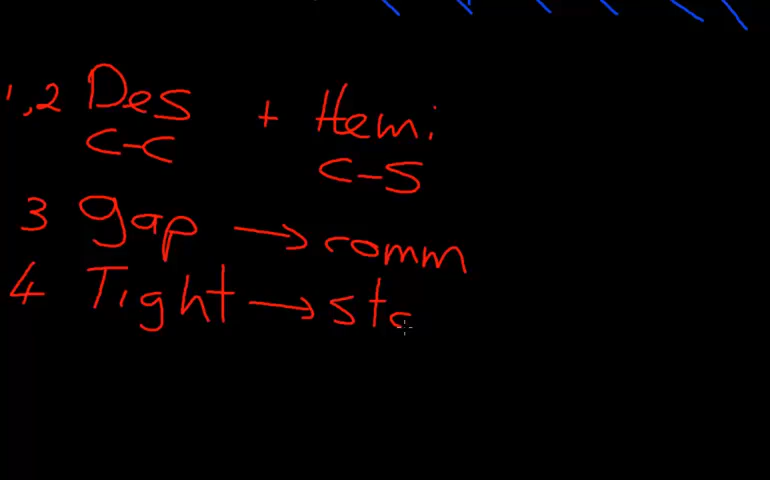 1,2 Des + Hemi
C-C C-S
3 gap → comm
4 Tight → sto